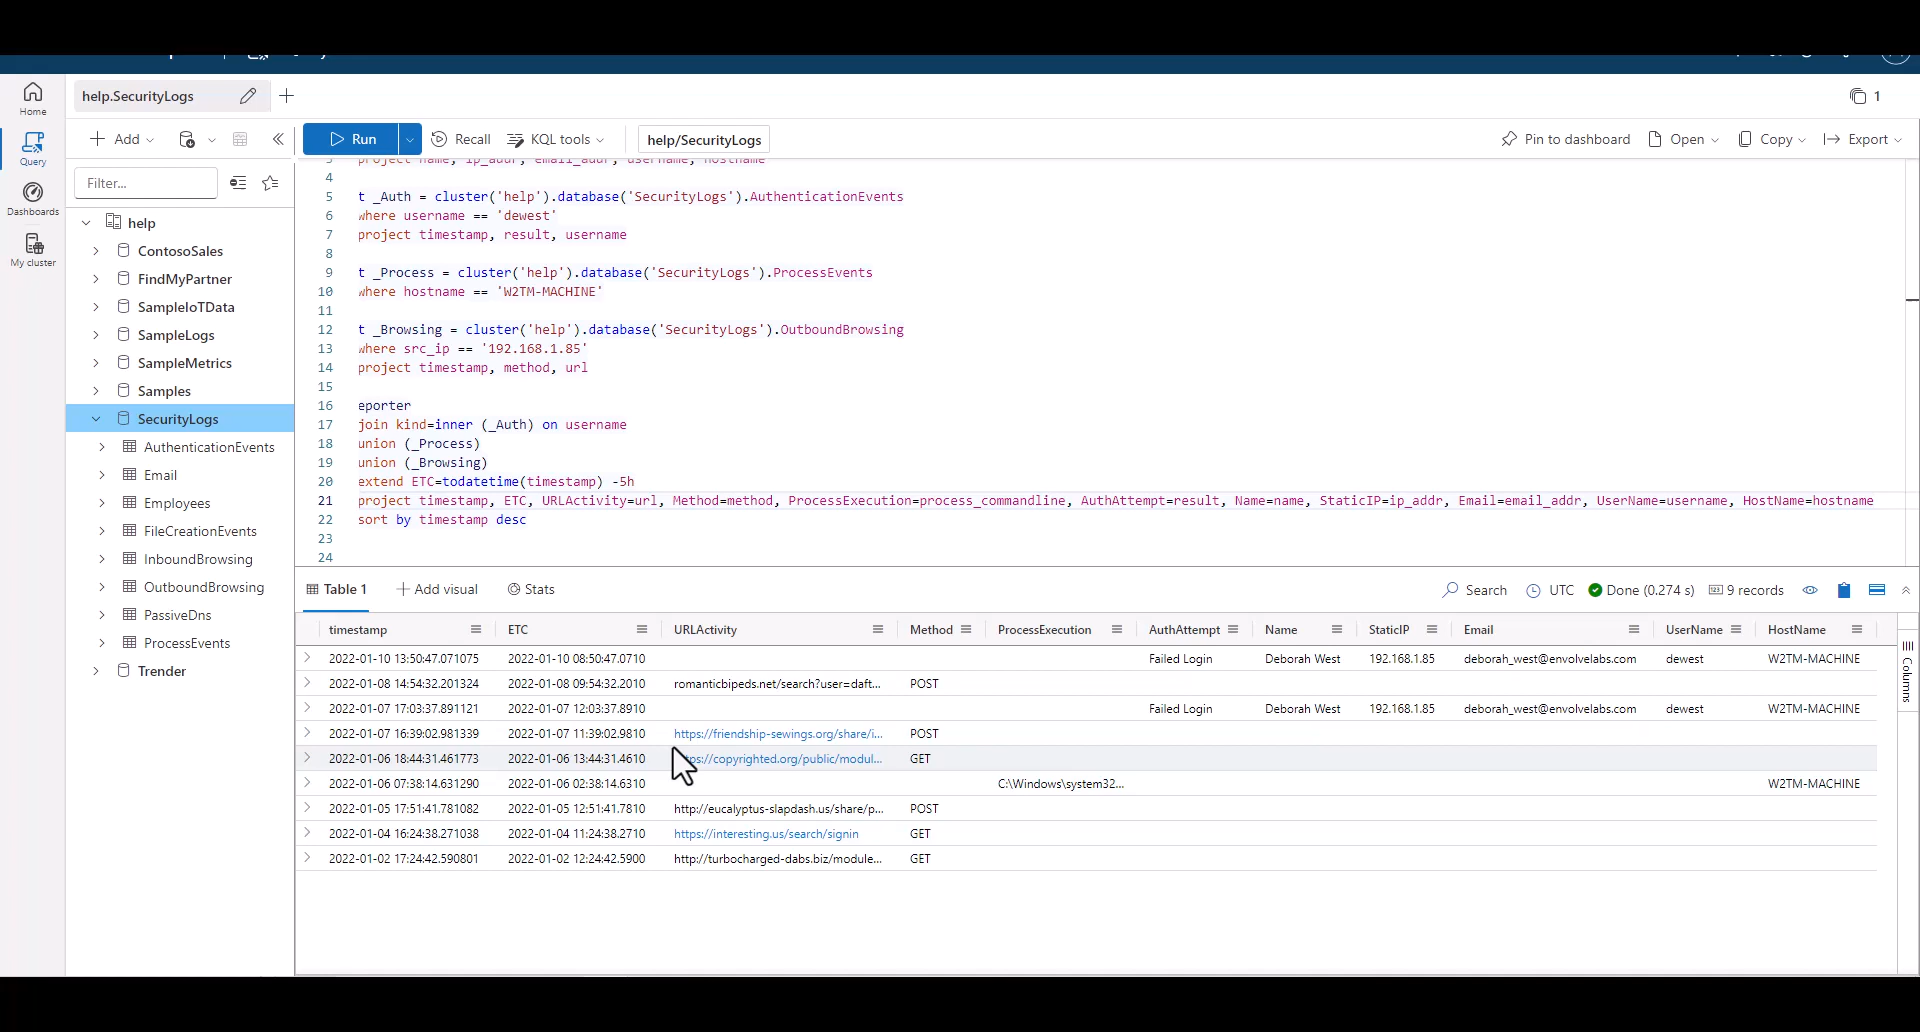 help.SecurityLogs
1
Home
Add
Run
Recall
KQL tools
help/SecurityLogs
Pin to dashboard
Open
Copy
Export
Query
Filter...
Dashboards
My cluster
help
ContosoSales
FindMyPartner
SampleIoTData
SampleLogs
SampleMetrics
Samples
SecurityLogs
AuthenticationEvents
Email
Employees
FileCreationEvents
InboundBrowsing
OutboundBrowsing
PassiveDns
ProcessEvents
Trender
3 project name, ip_addr, email_addr, username, hostname
4
5 t _Auth = cluster('help').database('SecurityLogs').AuthenticationEvents
6 where username == 'dewest'
7 project timestamp, result, username
8
9 t _Process = cluster('help').database('SecurityLogs').ProcessEvents
10 where hostname == 'W2TM-MACHINE'
11
12 t _Browsing = cluster('help').database('SecurityLogs').OutboundBrowsing
13 where src_ip == '192.168.1.85'
14 project timestamp, method, url
15
16 eporter
17 join kind=inner (_Auth) on username
18 union (_Process)
19 union (_Browsing)
20 extend ETC=todatetime(timestamp) -5h
21 project timestamp, ETC, URLActivity=url, Method=method, ProcessExecution=process_commandline, AuthAttempt=result, Name=name, StaticIP=ip_addr, Email=email_addr, UserName=username, HostName=hostname
22 sort by timestamp desc
23
24
Table 1
Add visual
Stats
Search
UTC
Done (0.274 s)
9 records
timestamp ETC URLActivity Method ProcessExecution AuthAttempt Name StaticIP Email UserName HostName
2022-01-10 13:50:47.071075 2022-01-10 08:50:47.0710 Failed Login Deborah West 192.168.1.85 deborah_west@envolvelabs.com dewest W2TM-MACHINE
2022-01-08 14:54:32.201324 2022-01-08 09:54:32.2010 romanticbipeds.net/search?user=daft... POST
2022-01-07 17:03:37.891121 2022-01-07 12:03:37.8910 Failed Login Deborah West 192.168.1.85 deborah_west@envolvelabs.com dewest W2TM-MACHINE
2022-01-07 16:39:02.981339 2022-01-07 11:39:02.9810 https://friendship-sewings.org/share/i... POST
2022-01-06 18:44:31.461773 2022-01-06 13:44:31.4610 ps://copyrighted.org/public/modul... GET
2022-01-06 07:38:14.631290 2022-01-06 02:38:14.6310 C:\Windows\system32... W2TM-MACHINE
2022-01-05 17:51:41.781082 2022-01-05 12:51:41.7810 http://eucalyptus-slapdash.us/share/p... POST
2022-01-04 16:24:38.271038 2022-01-04 11:24:38.2710 https://interesting.us/search/signin GET
2022-01-02 17:24:42.590801 2022-01-02 12:24:42.5900 http://turbocharged-dabs.biz/module... GET
Columns